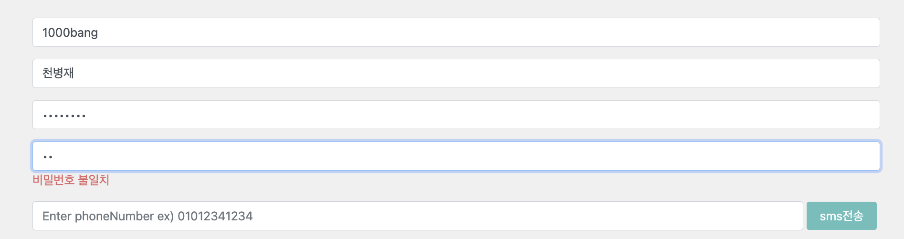 1000bang
천병재
••••••••
••
비밀번호 불일치
Enter phoneNumber ex) 01012341234 sms전송